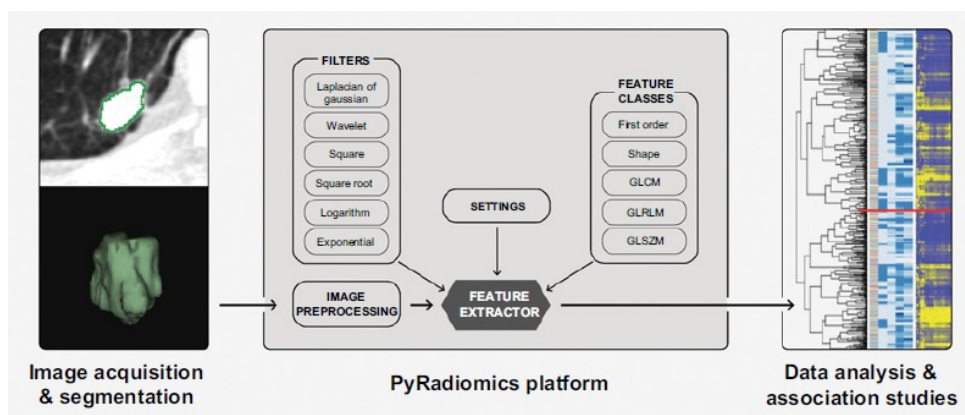 FILTERS
Laplacian of
gaussian
Wavelet
Square
Square root
Logarithm
Exponential
SETTINGS
FEATURE
CLASSES
First order
Shape
GLCM
GLRLM
GLSZM
IMAGE
PREPROCESSING
FEATURE
EXTRACTOR
Image acquisition
& segmentation
PyRadiomics platform
Data analysis &
association studies